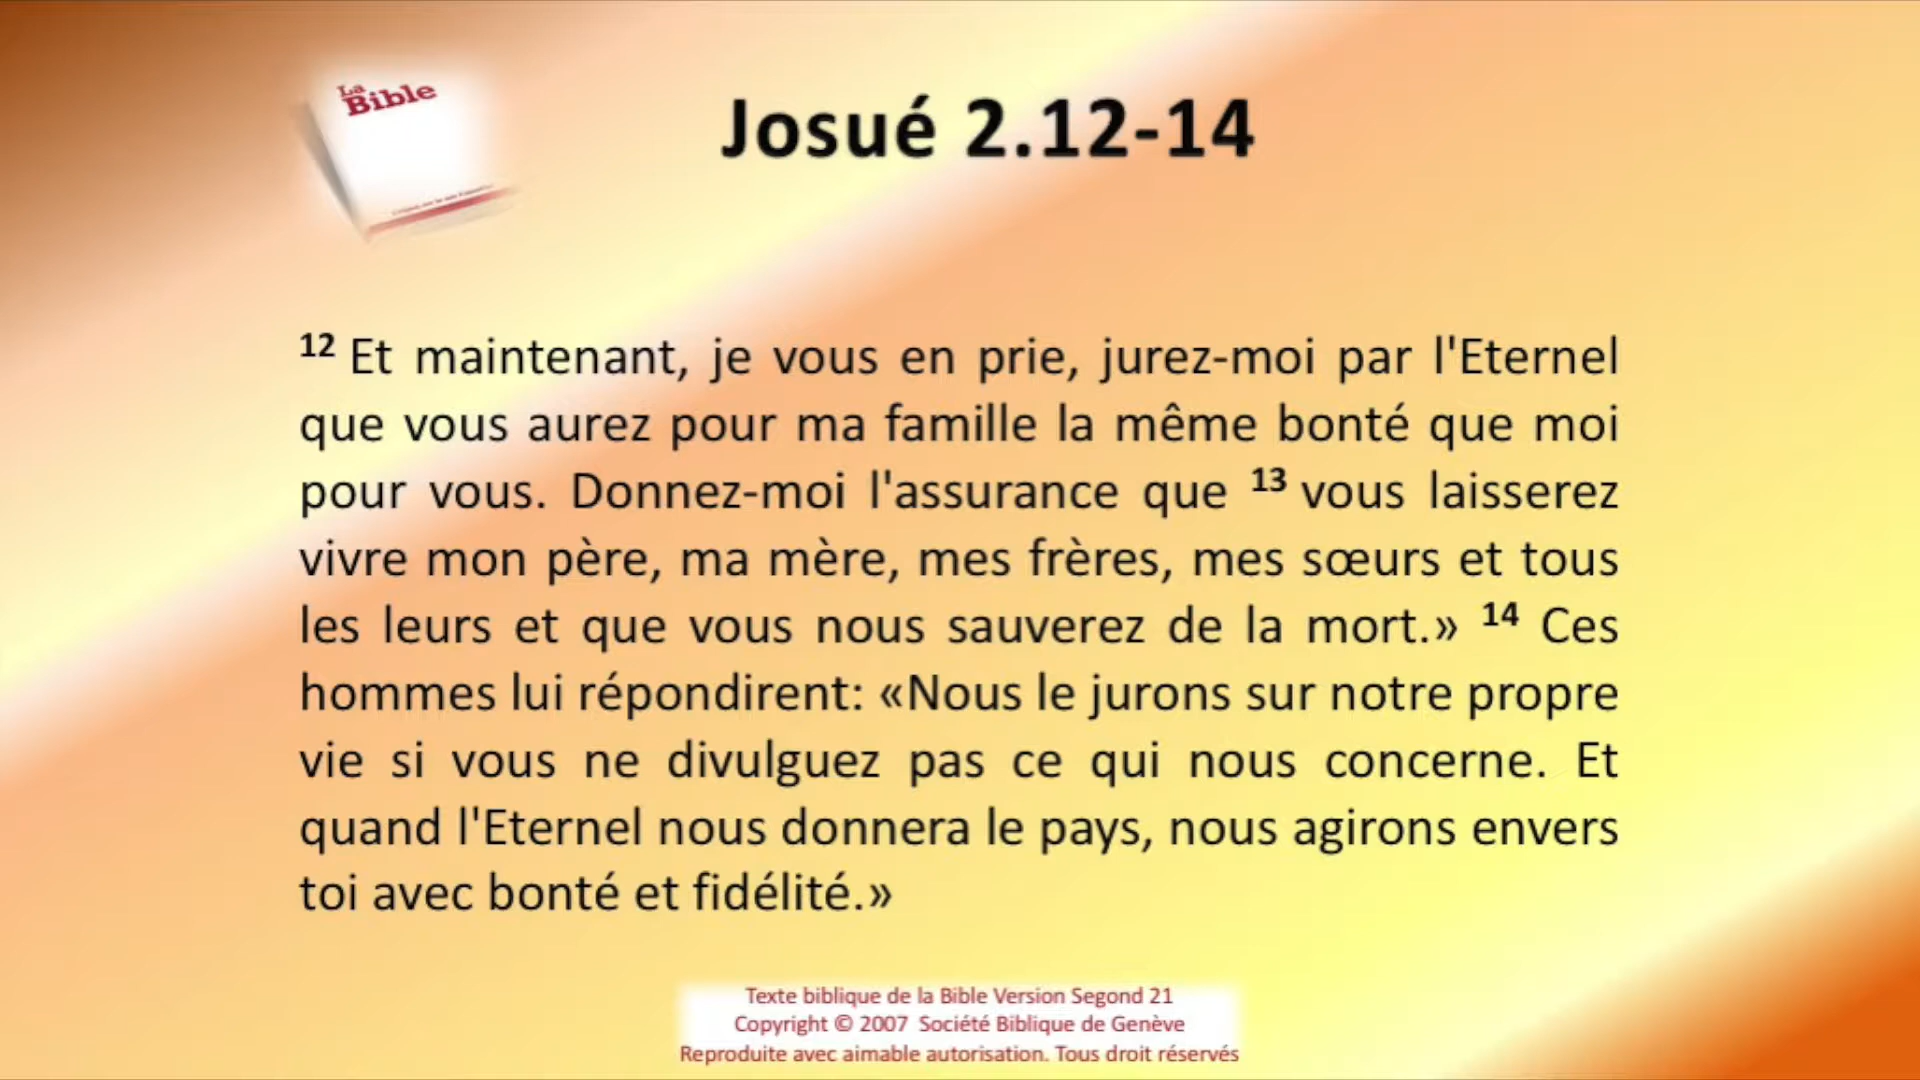 La
Bible
Josué 2.12-14
12 Et maintenant, je vous en prie, jurez-moi par l'Eternel
que vous aurez pour ma famille la même bonté que moi
pour vous. Donnez-moi l'assurance que 13 vous laisserez
vivre mon père, ma mère, mes frères, mes sœurs et tous
les leurs et que vous nous sauverez de la mort.» 14 Ces
hommes lui répondirent: «Nous le jurons sur notre propre
vie si vous ne divulguez pas ce qui nous concerne. Et
quand l'Eternel nous donnera le pays, nous agirons envers
toi avec bonté et fidélité.»
Texte biblique de la Bible Version Segond 21
Copyright © 2007 Société Biblique de Genève
Reproduite avec aimable autorisation. Tous droit réservés